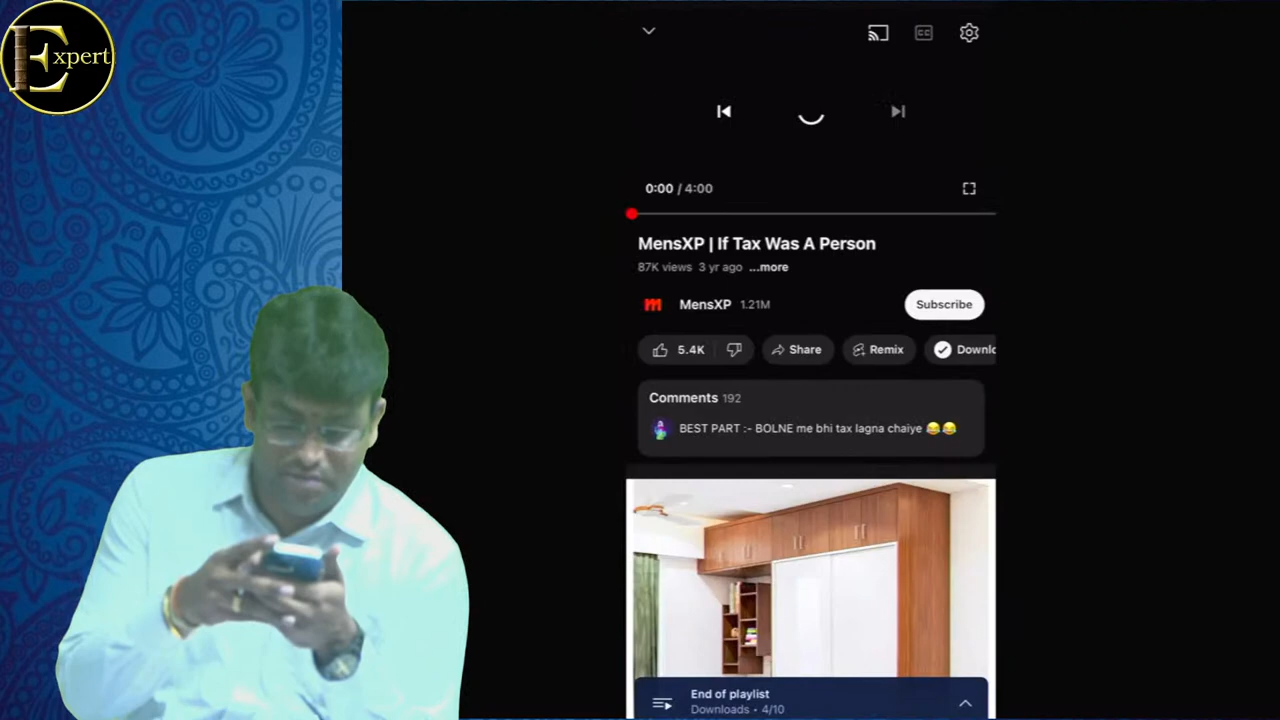 Expert
CC
0:00 / 4:00
MensXP | If Tax Was A Person
87K views 3 yr ago ...more
m MensXP 1.21M Subscribe
5.4K Share Remix Downlo
Comments 192
BEST PART :- BOLNE me bhi tax lagna chaiye 😂😂
End of playlist
Downloads • 4/10